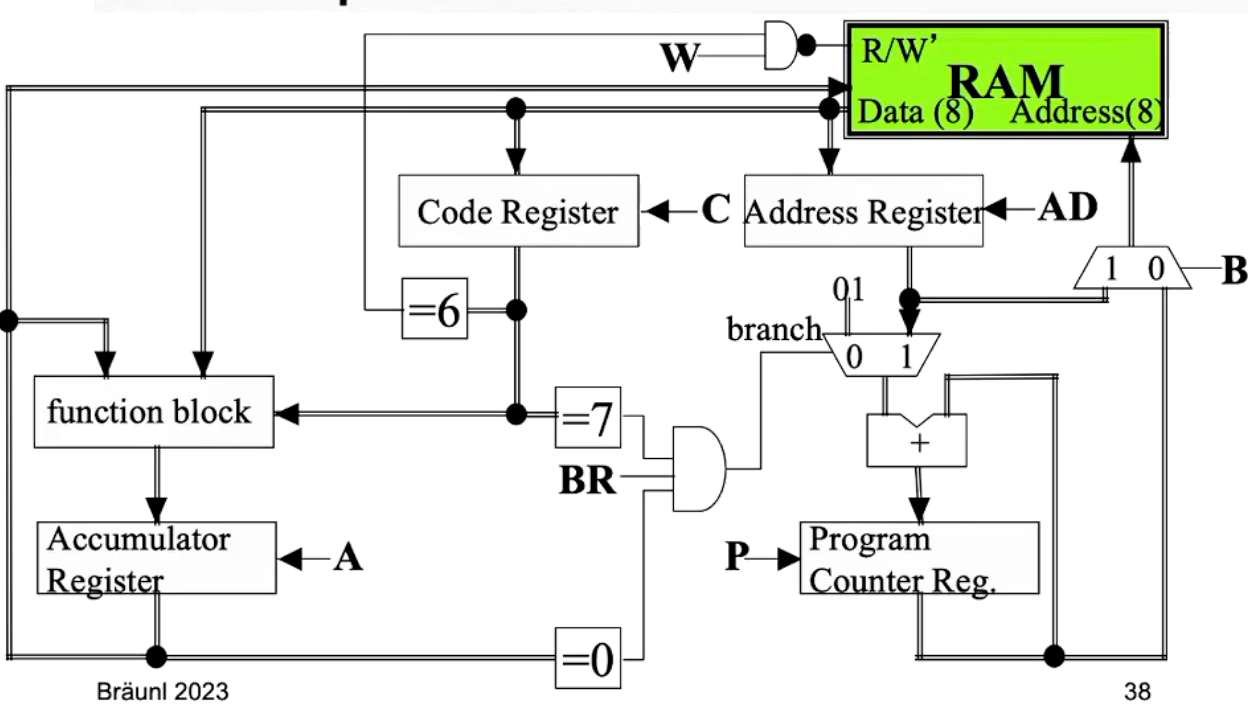 W
R/W’
RAM
Data (8) Address(8)
Code Register
C
Address Register
AD
=6
01
1 0
B
branch
0 1
function block
=7
+
BR
Accumulator
Register
A
P
Program
Counter Reg.
=0
Bräunl 2023
38